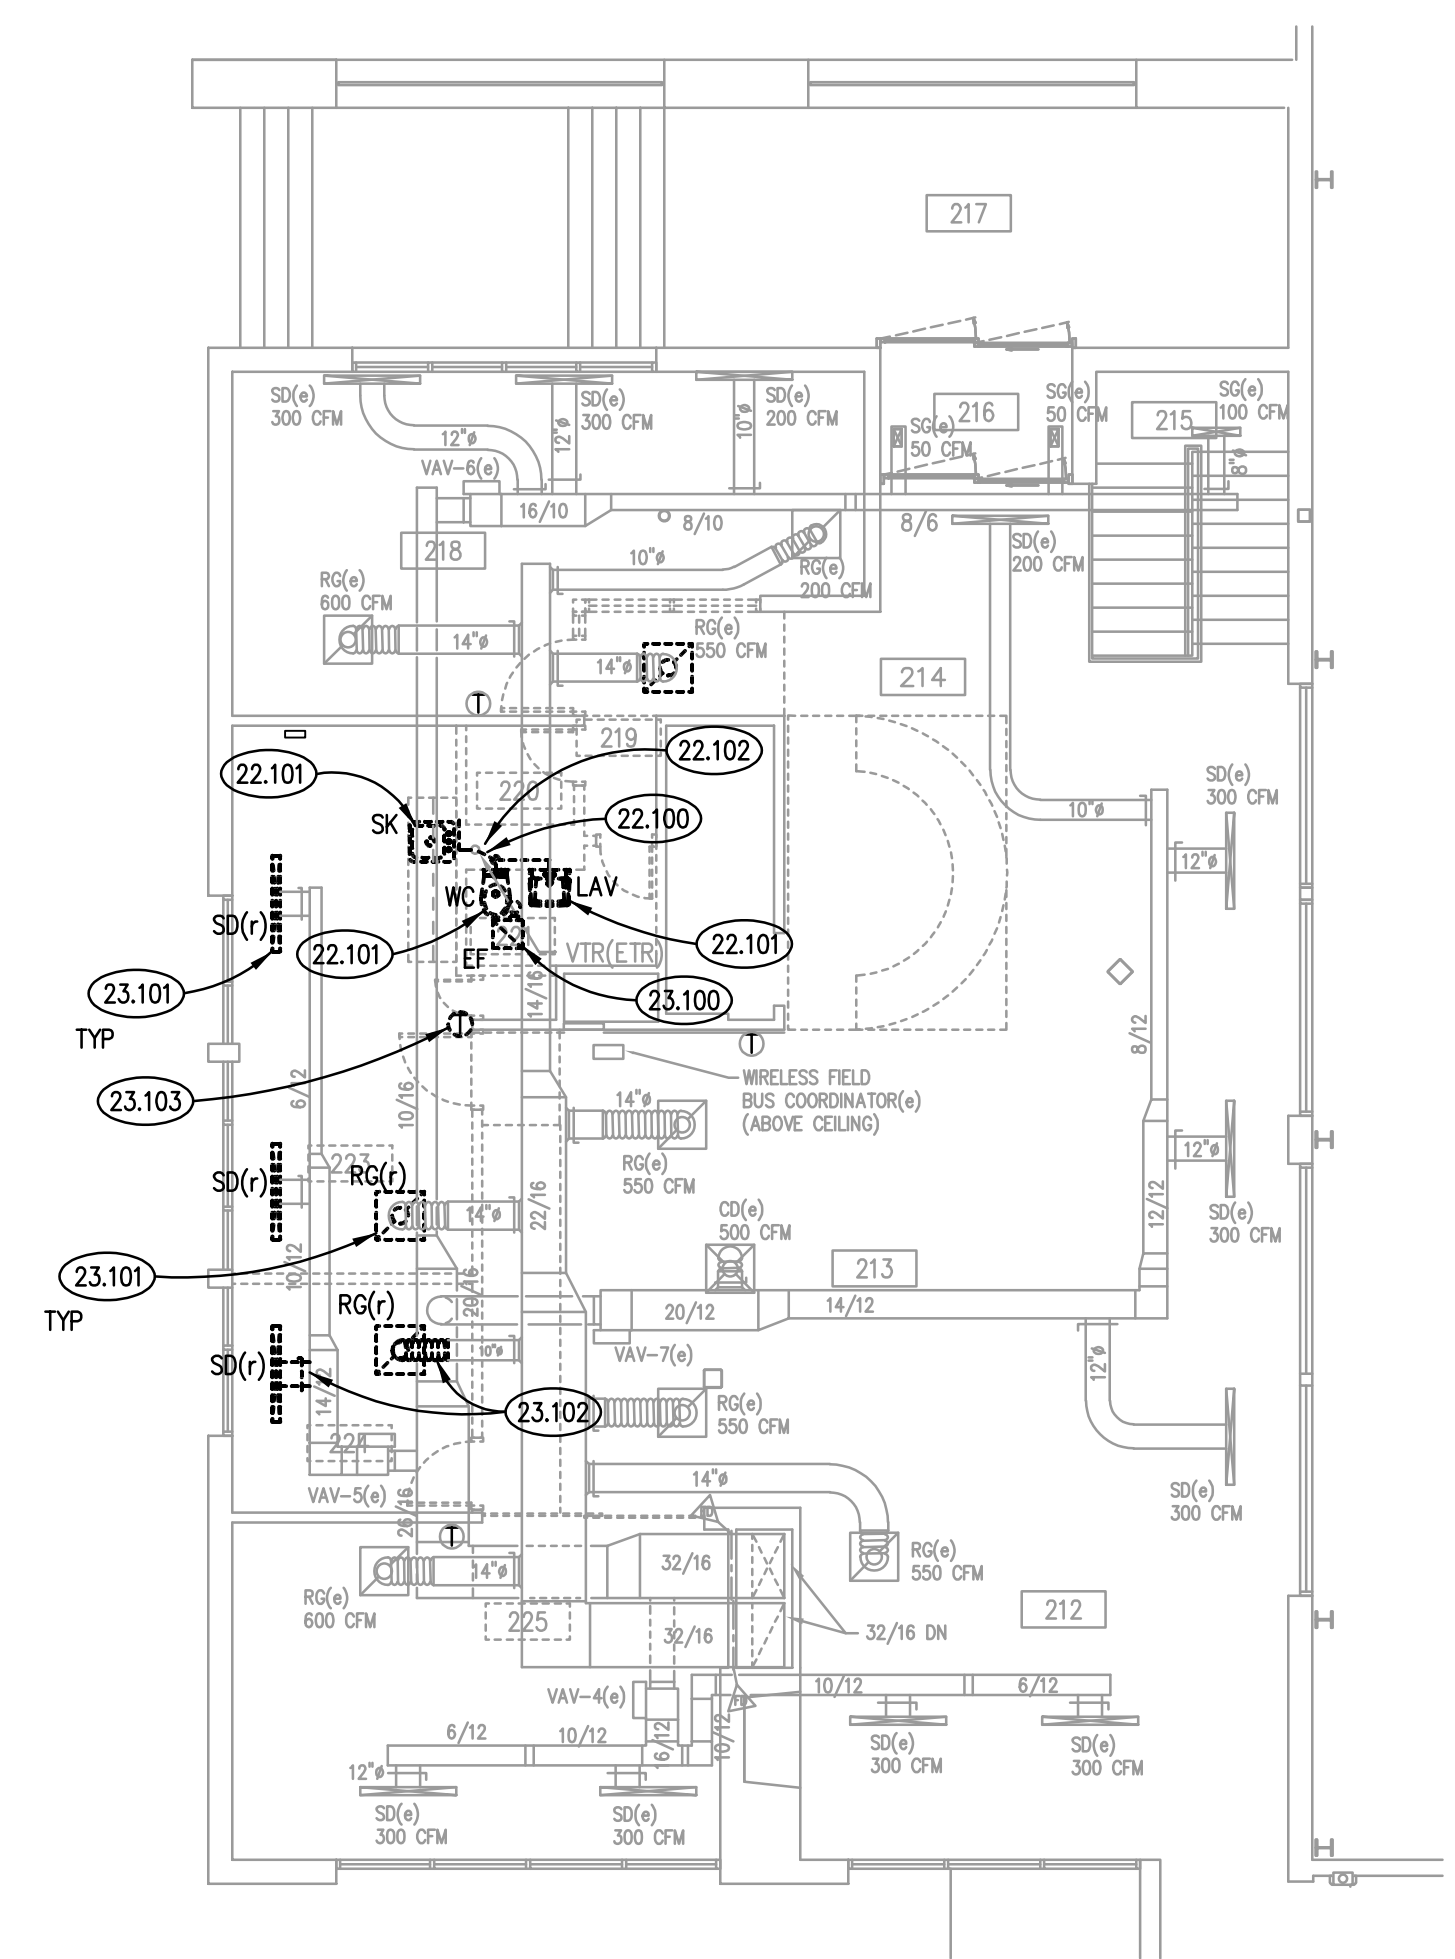 217
SD(e)
300 CFM
SD(e)
300 CFM
SD(e)
200 CFM
SG(e)
50 CFM
216
SG(e)
50 CFM
215
SG(e)
100 CFM
12"ø
12"ø
10"ø
8"ø
VAV-6(e)
16/10
8/10
8/6
218
10"ø
RG(e)
200 CFM
SD(e)
200 CFM
RG(e)
600 CFM
14"ø
14"ø
RG(e)
550 CFM
214
T
219
220
22.102
22.101
22.100
SK
WC
LAV
SD(e)
300 CFM
10"ø
12"ø
SD(r)
22.101
221
EF
VTR(ETR)
22.101
23.101
TYP
14/16
23.100
T
T
8/12
WIRELESS FIELD
BUS COORDINATOR(e)
(ABOVE CEILING)
23.103
6/12
10/16
14"ø
RG(e)
550 CFM
12"ø
223
SD(r)
RG(r)
14"ø
22/16
CD(e)
500 CFM
12/12
SD(e)
300 CFM
213
23.101
TYP
10/12
20/16
RG(r)
20/12
14/12
SD(r)
10"ø
VAV-7(e)
12"ø
14/12
23.102
RG(e)
550 CFM
224
VAV-5(e)
26/16
14"ø
SD(e)
300 CFM
FD
T
32/16
14"ø
RG(e)
550 CFM
RG(e)
600 CFM
225
32/16
32/16 DN
212
VAV-4(e)
FD
10/12
6/12
6/12
10/12
16/12
10/12
12"ø
SD(e)
300 CFM
SD(e)
300 CFM
SD(e)
300 CFM
SD(e)
300 CFM